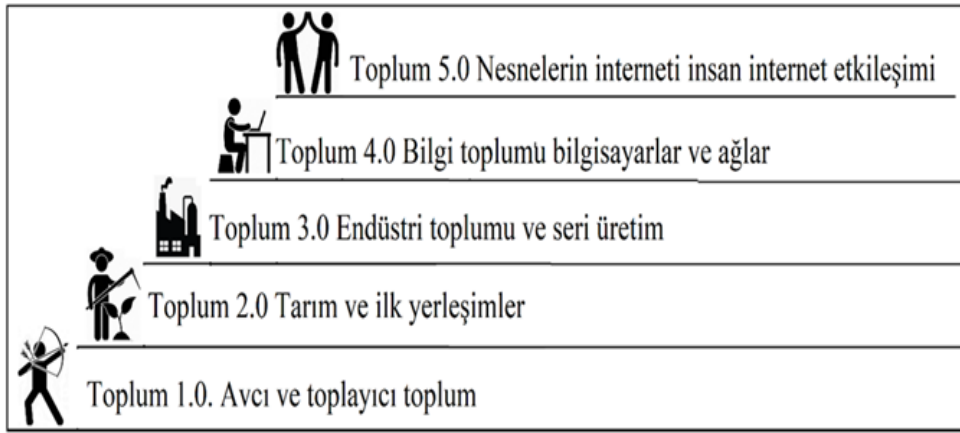 Toplum 5.0 Nesnelerin interneti insan internet etkileşimi
Toplum 4.0 Bilgi toplumu bilgisayarlar ve ağlar
Toplum 3.0 Endüstri toplumu ve seri üretim
Toplum 2.0 Tarım ve ilk yerleşimler
Toplum 1.0. Avcı ve toplayıcı toplum